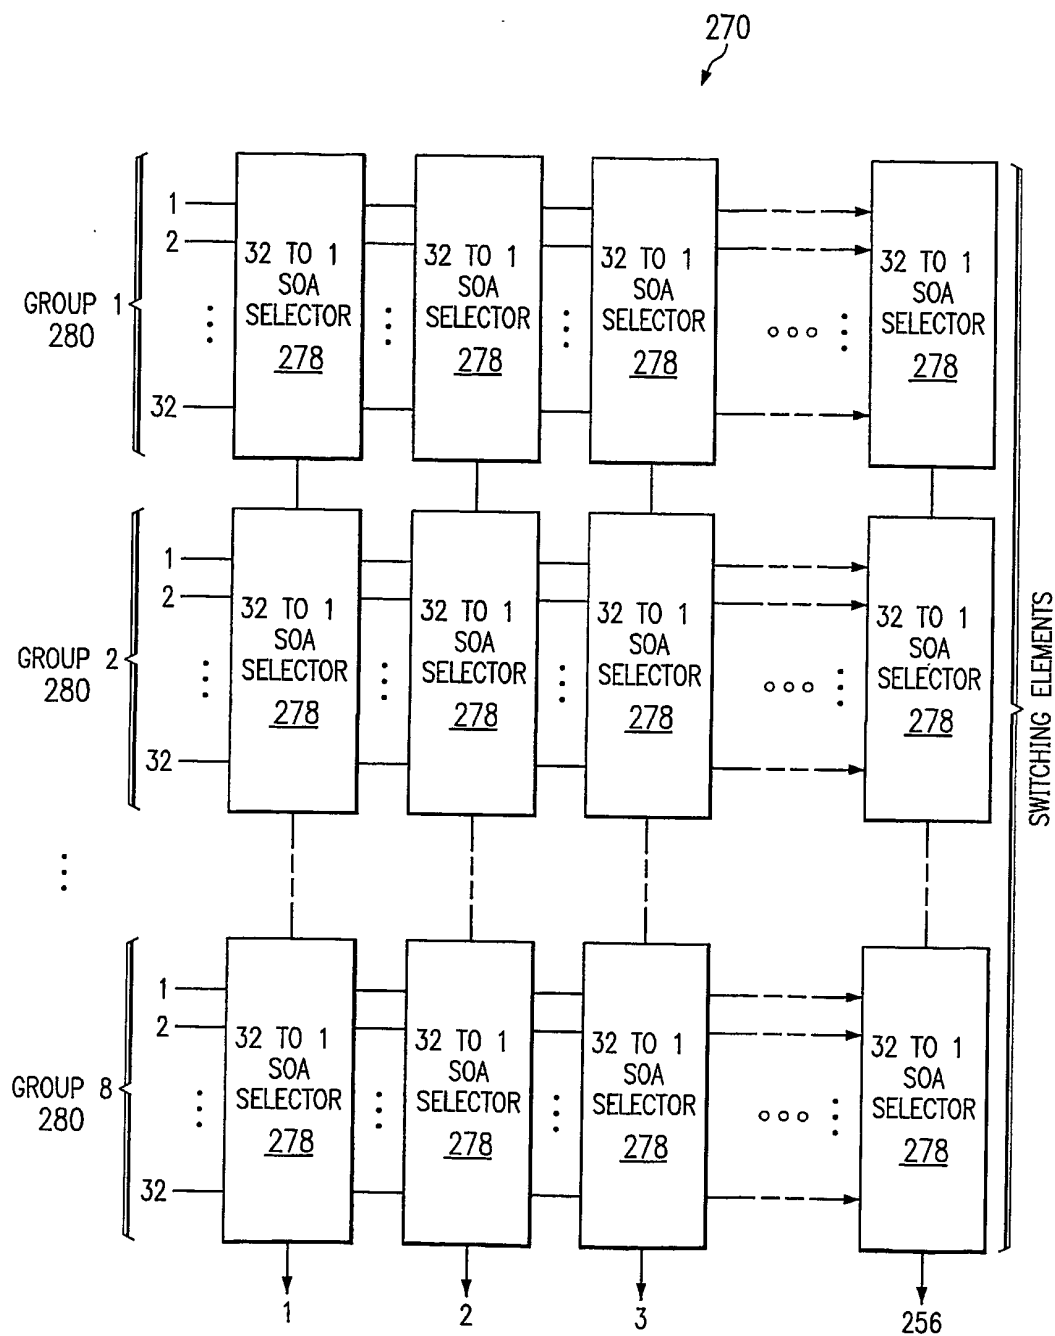 270
GROUP 1
280
1
2
32
32 TO 1
SOA
SELECTOR
278
32 TO 1
SOA
SELECTOR
278
32 TO 1
SOA
SELECTOR
278
32 TO 1
SOA
SELECTOR
278
GROUP 2
280
1
2
32
32 TO 1
SOA
SELECTOR
278
32 TO 1
SOA
SELECTOR
278
32 TO 1
SOA
SELECTOR
278
32 TO 1
SOA
SELECTOR
278
SWITCHING ELEMENTS
GROUP 8
280
1
2
32
32 TO 1
SOA
SELECTOR
278
32 TO 1
SOA
SELECTOR
278
32 TO 1
SOA
SELECTOR
278
32 TO 1
SOA
SELECTOR
278
1
2
3
256